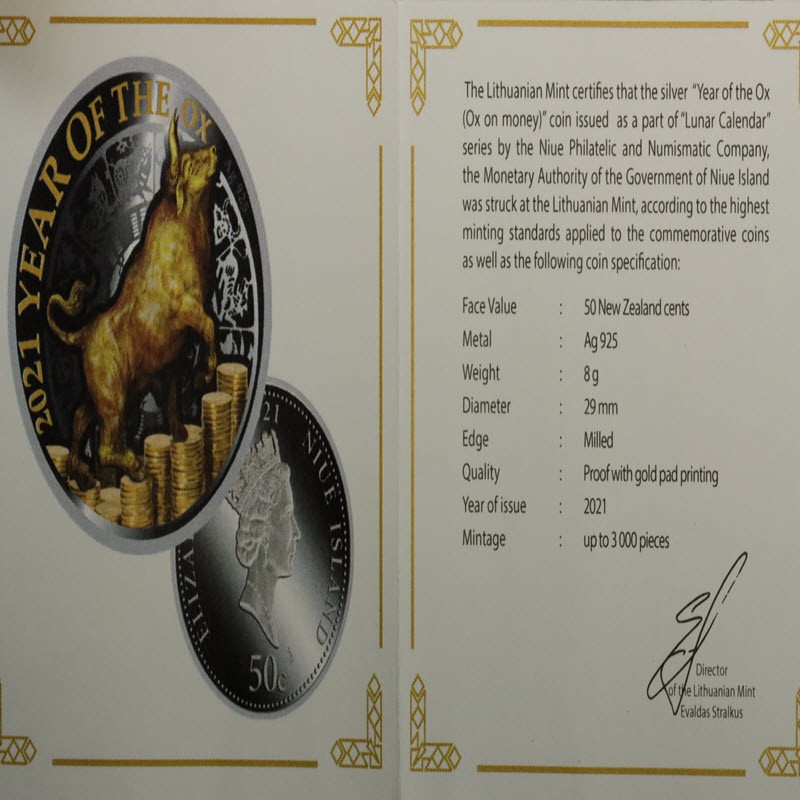 2021 YEAR OF THE OX
AG 925
21
NIUE ISLAND
ELIZA
50c
The Lithuanian Mint certifies that the silver "Year of the Ox
(Ox on money)" coin issued as a part of "Lunar Calendar"
series by the Niue Philatelic and Numismatic Company,
the Monetary Authority of the Government of Niue Island
was struck at the Lithuanian Mint, according to the highest
minting standards applied to the commemorative coins
as well as the following coin specification:
Face Value : 50 New Zealand cents
Metal : Ag 925
Weight : 8 g
Diameter : 29 mm
Edge : Milled
Quality : Proof with gold pad printing
Year of issue : 2021
Mintage : up to 3 000 pieces
Director
of the Lithuanian Mint
Evaldas Stralkus